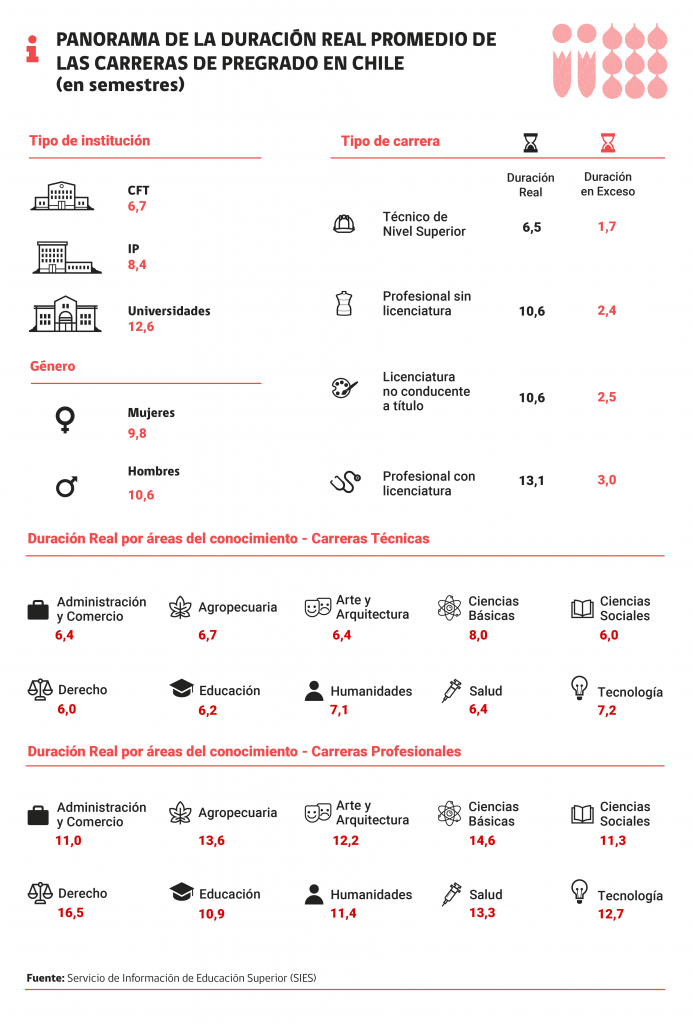 PANORAMA DE LA DURACIÓN REAL PROMEDIO DE
LAS CARRERAS DE PREGRADO EN CHILE
(en semestres)
Tipo de institución
CFT
6,7
IP
8,4
Universidades
12,6
Género
Mujeres
9,8
Hombres
10,6
Tipo de carrera
Duración
Real
Duración
en Exceso
Técnico de
Nivel Superior
6,5
1,7
Profesional sin
licenciatura
10,6
2,4
Licenciatura
no conducente
a título
10,6
2,5
Profesional con
licenciatura
13,1
3,0
Duración Real por áreas del conocimiento - Carreras Técnicas
Administración
y Comercio
6,4
Agropecuaria
6,7
Arte y
Arquitectura
6,4
Ciencias
Básicas
8,0
Ciencias
Sociales
6,0
Derecho
6,0
Educación
6,2
Humanidades
7,1
Salud
6,4
Tecnología
7,2
Duración Real por áreas del conocimiento - Carreras Profesionales
Administración
y Comercio
11,0
Agropecuaria
13,6
Arte y
Arquitectura
12,2
Ciencias
Básicas
14,6
Ciencias
Sociales
11,3
Derecho
16,5
Educación
10,9
Humanidades
11,4
Salud
13,3
Tecnología
12,7
Fuente: Servicio de Información de Educación Superior (SIES)